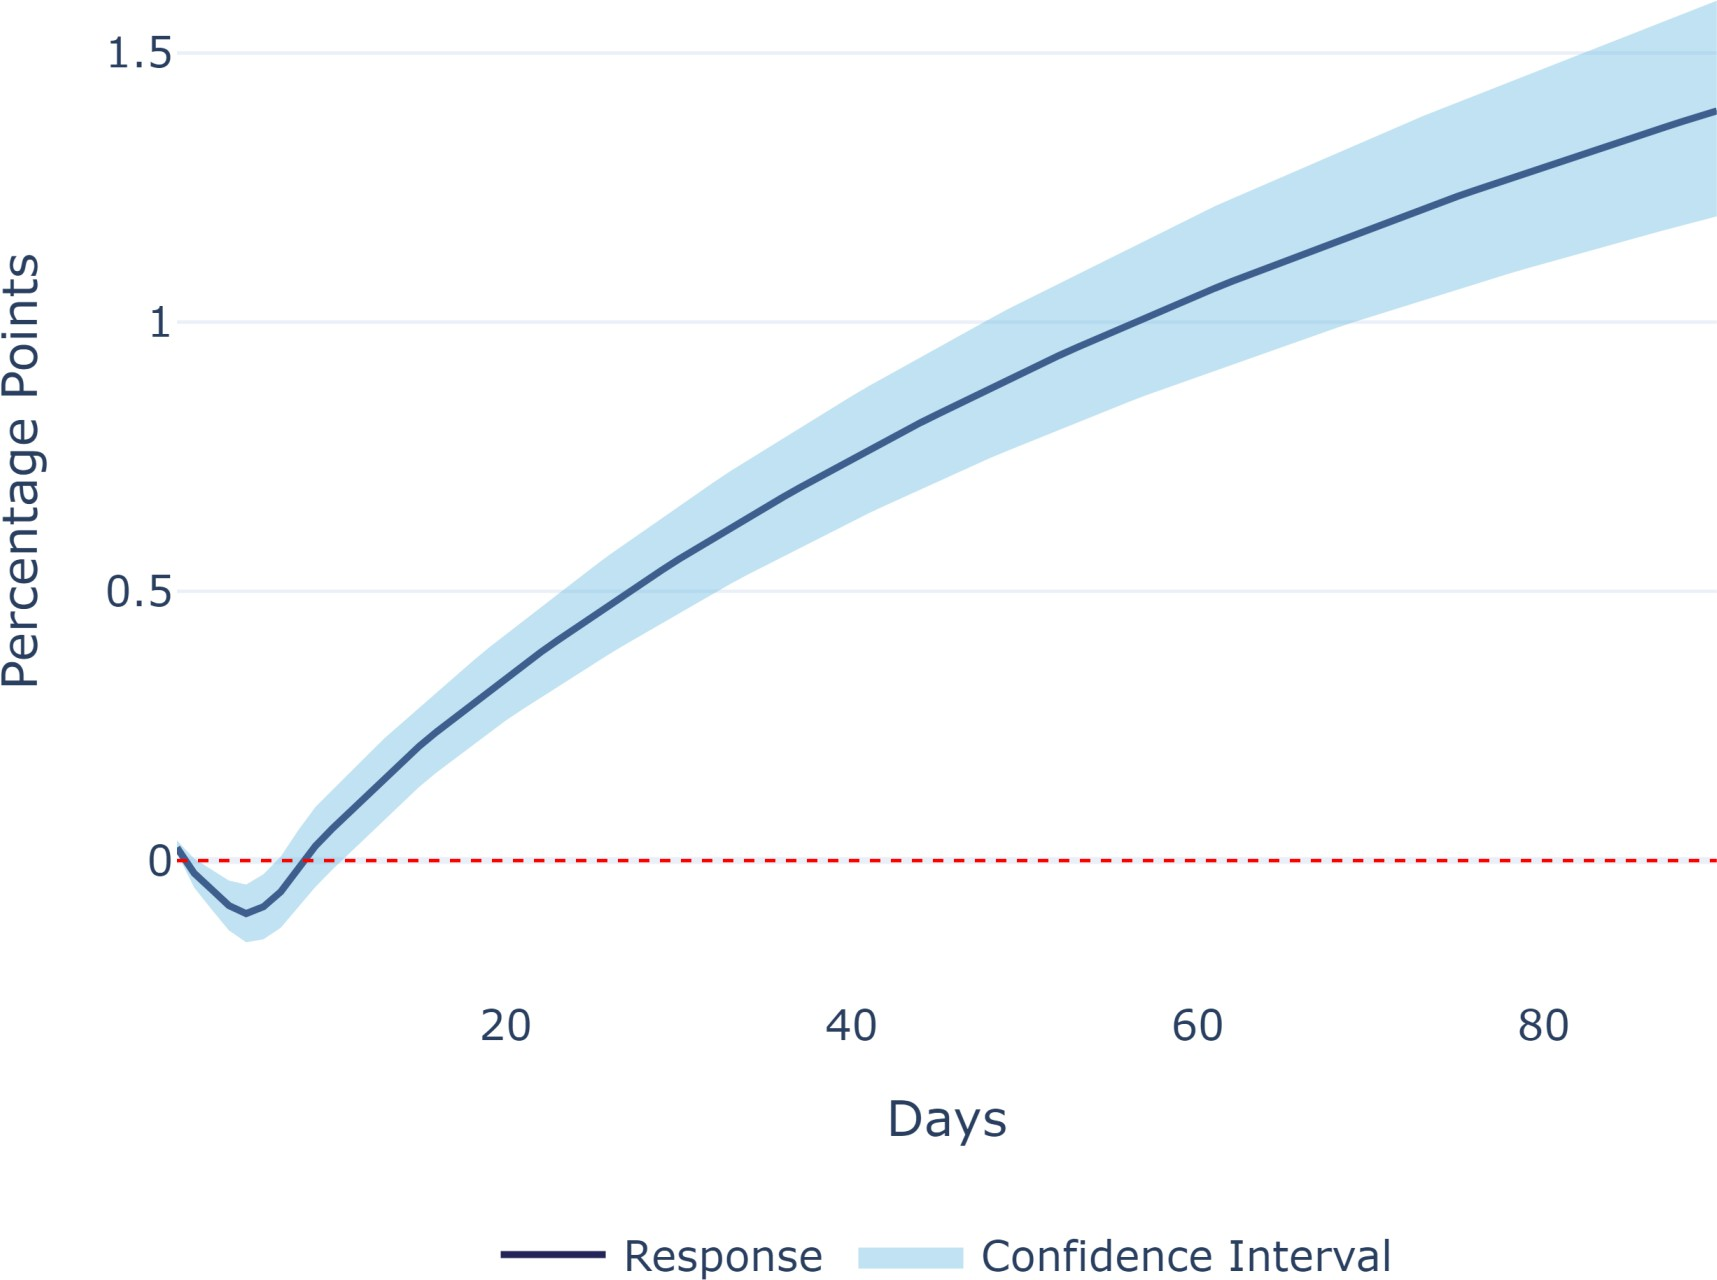 Percentage Points
1.5
1
0.5
0
20 40 60 80
Days
Response Confidence Interval